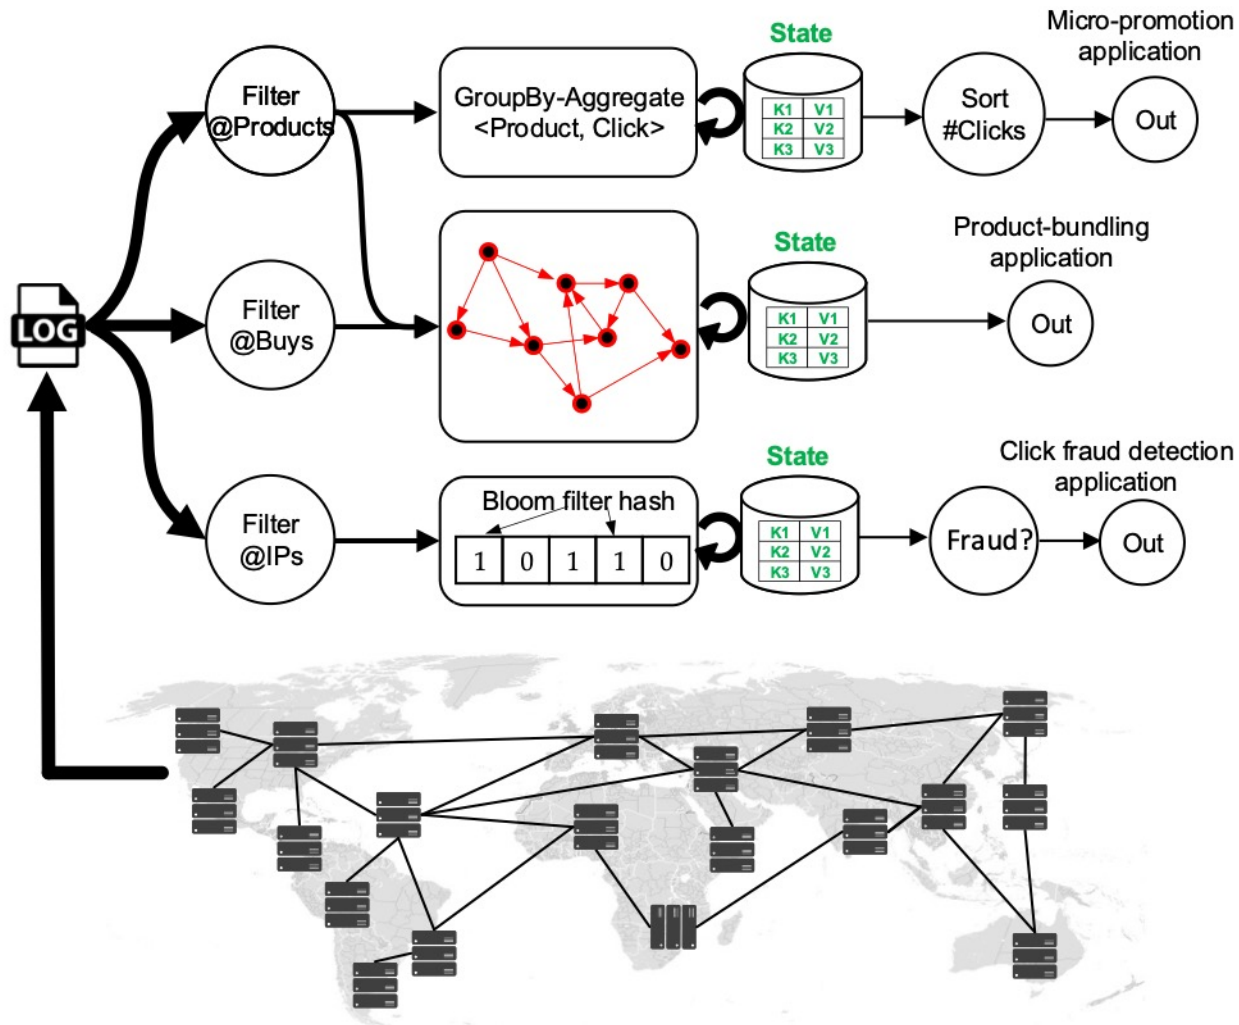 Micro-promotion
application
State
Filter
@Products
GroupBy-Aggregate
<Product, Click>
K1 V1
K2 V2
K3 V3
Sort
#Clicks
Out
Product-bundling
application
State
LOG
Filter
@Buys
K1 V1
K2 V2
K3 V3
Out
Click fraud detection
application
State
Filter
@IPs
Bloom filter hash
1 0 1 1 0
K1 V1
K2 V2
K3 V3
Fraud?
Out